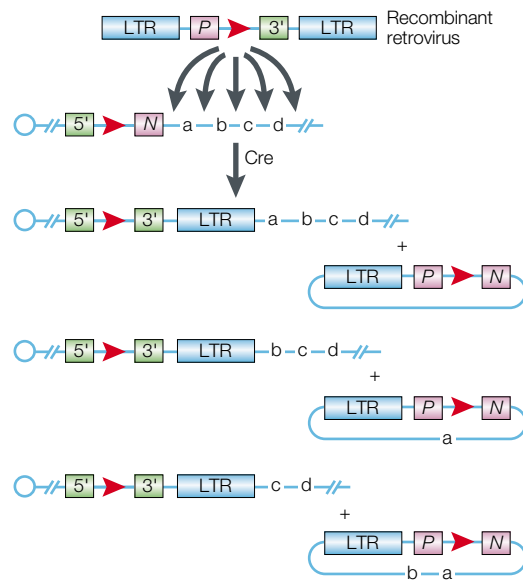 LTR P 3' LTR Recombinant
retrovirus
5' N a b c d
Cre
5' 3' LTR a b c d
+
LTR P N
5' 3' LTR b c d
+
LTR P N
a
5' 3' LTR c d
+
LTR P N
b a